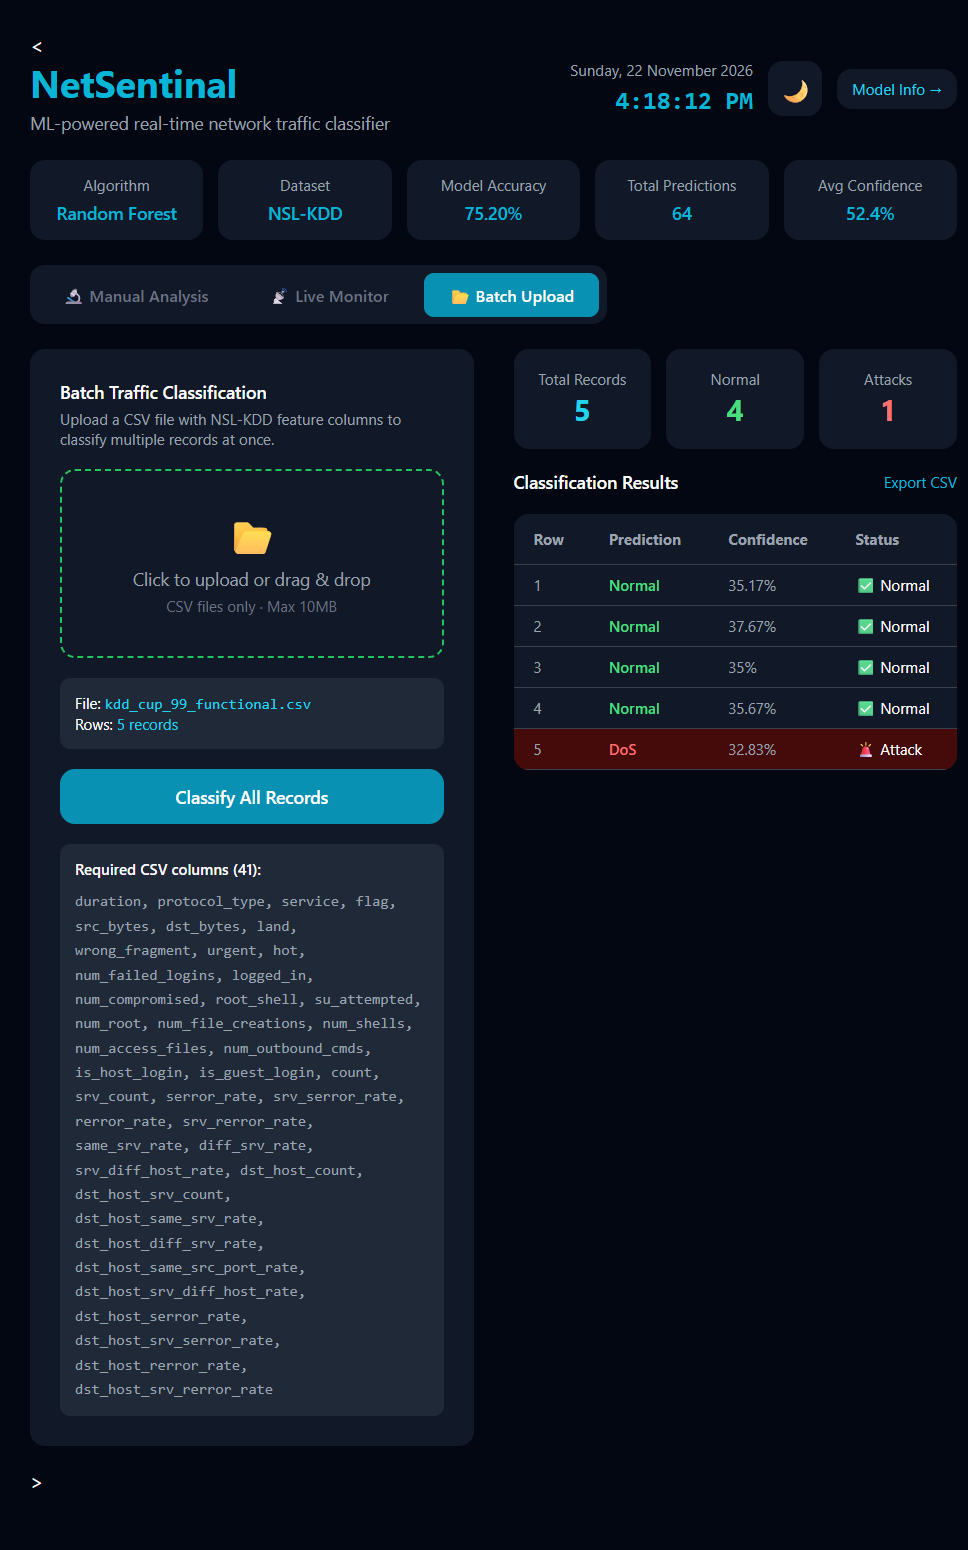 <
NetSentinal
ML-powered real-time network traffic classifier
Sunday, 22 November 2026
4:18:12 PM
Model Info →
Algorithm
Random Forest
Dataset
NSL-KDD
Model Accuracy
75.20%
Total Predictions
64
Avg Confidence
52.4%
Manual Analysis
Live Monitor
Batch Upload
Batch Traffic Classification
Upload a CSV file with NSL-KDD feature columns to
classify multiple records at once.
Click to upload or drag & drop
CSV files only · Max 10MB
File: kdd_cup_99_functional.csv
Rows: 5 records
Classify All Records
Required CSV columns (41):
duration, protocol_type, service, flag,
src_bytes, dst_bytes, land,
wrong_fragment, urgent, hot,
num_failed_logins, logged_in,
num_compromised, root_shell, su_attempted,
num_root, num_file_creations, num_shells,
num_access_files, num_outbound_cmds,
is_host_login, is_guest_login, count,
srv_count, serror_rate, srv_serror_rate,
rerror_rate, srv_rerror_rate,
same_srv_rate, diff_srv_rate,
srv_diff_host_rate, dst_host_count,
dst_host_srv_count,
dst_host_same_srv_rate,
dst_host_diff_srv_rate,
dst_host_same_src_port_rate,
dst_host_srv_diff_host_rate,
dst_host_serror_rate,
dst_host_srv_serror_rate,
dst_host_rerror_rate,
dst_host_srv_rerror_rate
Total Records
5
Normal
4
Attacks
1
Classification Results
Export CSV
Row Prediction Confidence Status
1 Normal 35.17% ✅ Normal
2 Normal 37.67% ✅ Normal
3 Normal 35% ✅ Normal
4 Normal 35.67% ✅ Normal
5 DoS 32.83% 🚨 Attack
>